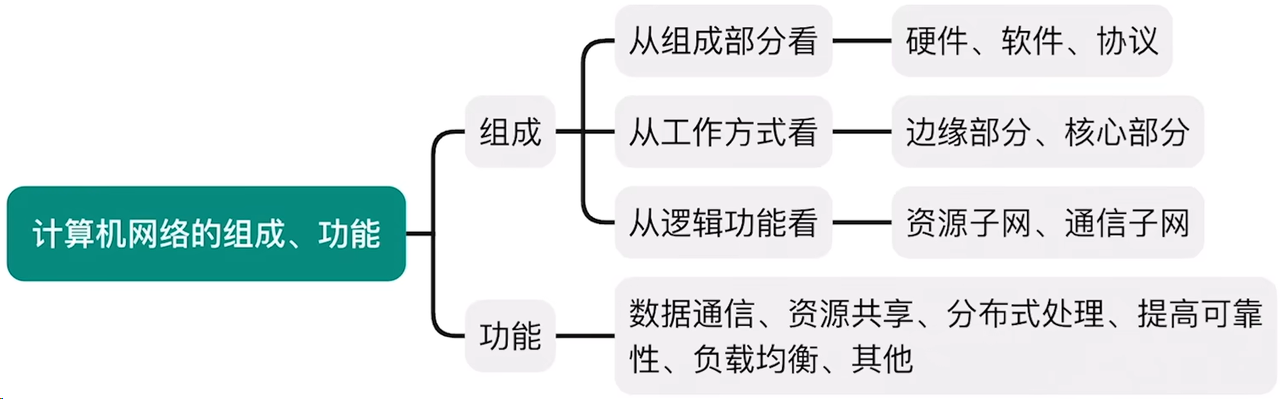 计算机网络的组成、功能
组成
从组成部分看
硬件、软件、协议
从工作方式看
边缘部分、核心部分
从逻辑功能看
资源子网、通信子网
功能
数据通信、资源共享、分布式处理、提高可靠
性、负载均衡、其他